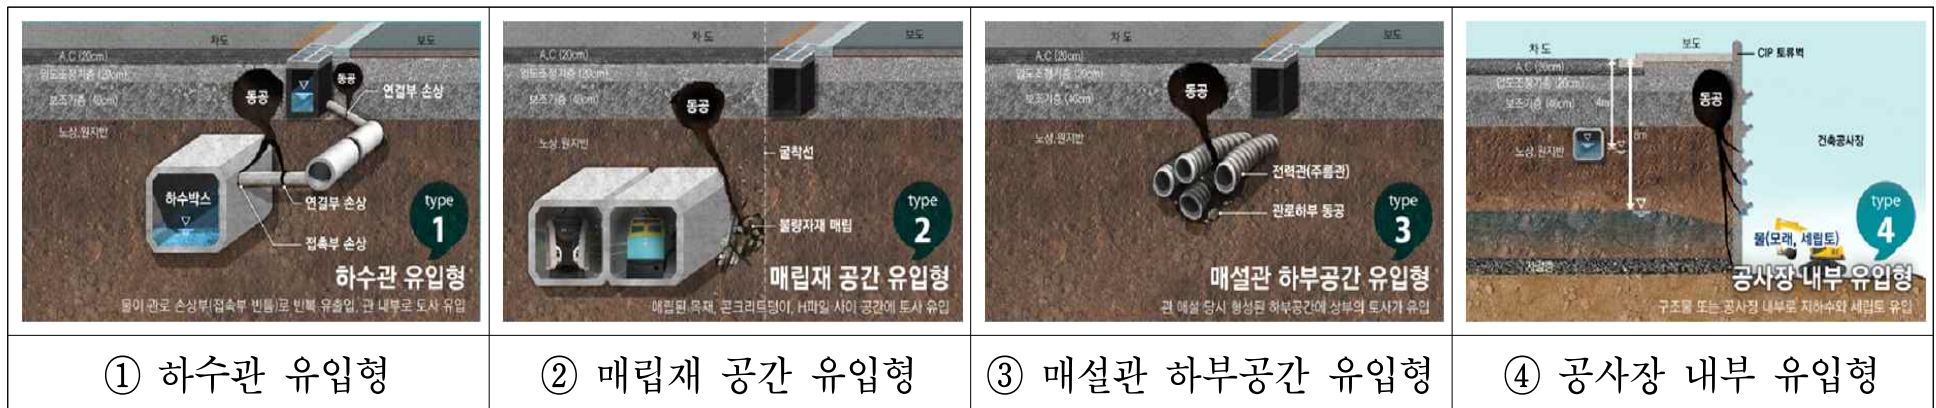 차도
보도
A.C (20cm)
입도조정기층 (20cm)
보조기층 (40cm)
노상.원지반
동공
동공
연결부 손상
하수박스
연결부 손상
접촉부 손상
type
1
하수관 유입형
물이 관로 손상부(접촉부 빈틈)로 반복 유출입, 관 내부로 토사 유입
① 하수관 유입형
차도
보도
A.C (20cm)
입도조정기층 (20cm)
보조기층 (40cm)
노상.원지반
동공
굴착선
불량자재 매립
type
2
매립재 공간 유입형
매립된 목재, 콘크리트덩이, H파일 사이 공간에 토사 유입
② 매립재 공간 유입형
차도
보도
A.C (20cm)
입도조정기층 (20cm)
보조기층 (40cm)
노상.원지반
동공
전력관(주름관)
관로하부 동공
type
3
매설관 하부공간 유입형
관 매설 당시 형성된 하부공간에 상부의 토사가 유입
③ 매설관 하부공간 유입형
차도
보도
CIP 토류벽
A.C (20cm)
입도조정기층 (20cm)
보조기층 (40cm)
4m
동공
노상.원지반
8m
건축공사장
물(모래, 세립토)
type
4
공사장 내부 유입형
구조물 또는 공사장 내부로 지하수와 세립토 유입
④ 공사장 내부 유입형